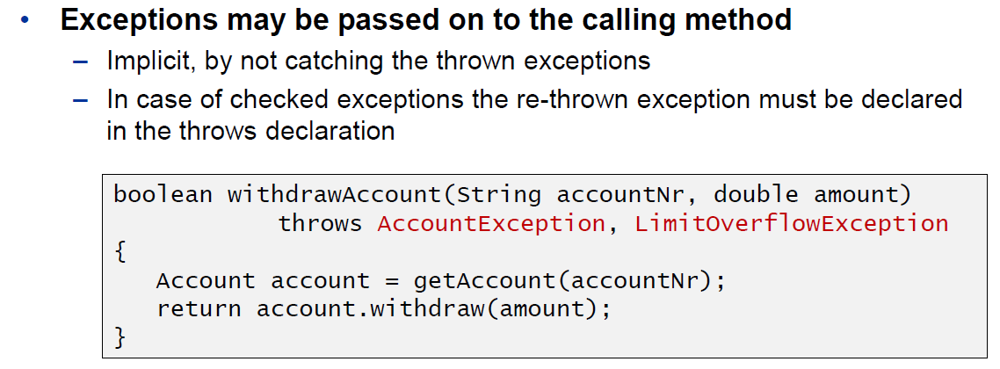 • Exceptions may be passed on to the calling method
– Implicit, by not catching the thrown exceptions
– In case of checked exceptions the re-thrown exception must be declared
in the throws declaration
boolean withdrawAccount(String accountNr, double amount)
throws AccountException, LimitOverflowException
{
Account account = getAccount(accountNr);
return account.withdraw(amount);
}